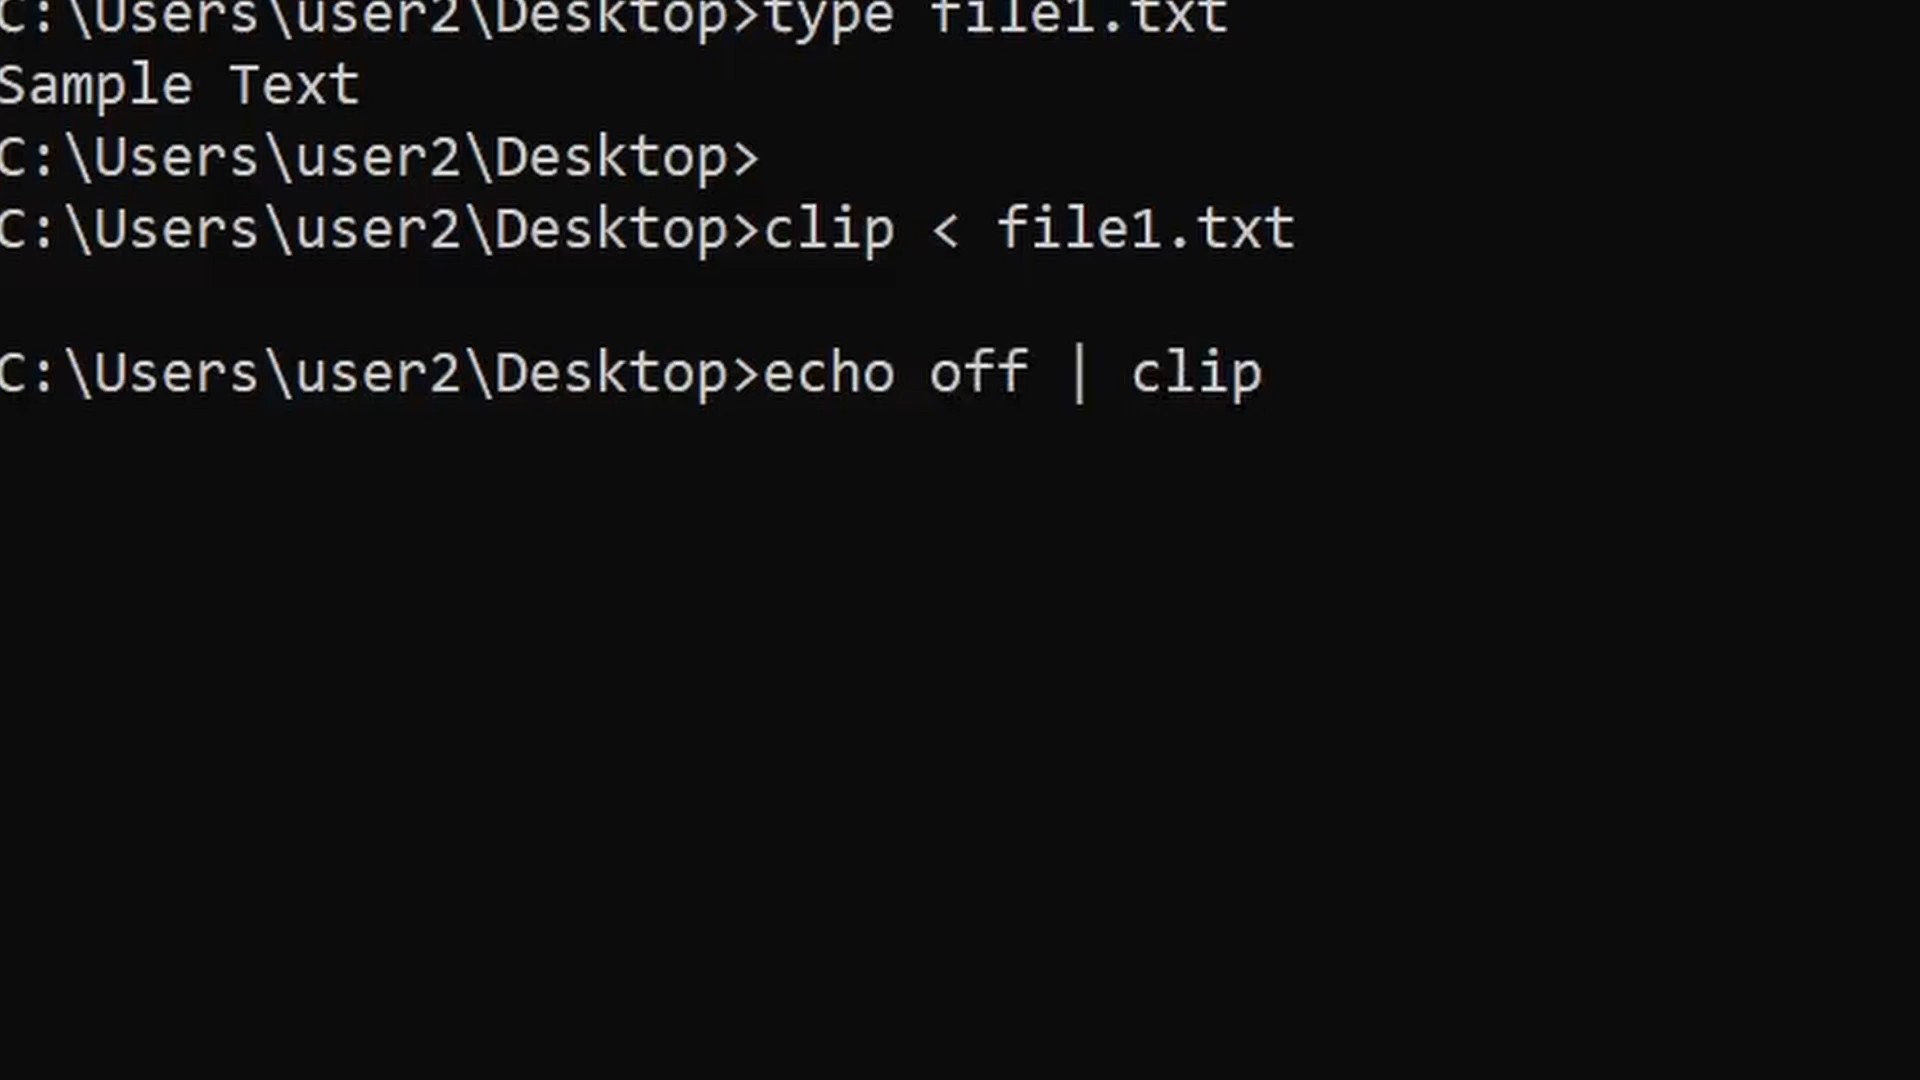 C:\Users\user2\Desktop>type file1.txt
Sample Text
C:\Users\user2\Desktop>
C:\Users\user2\Desktop>clip < file1.txt
C:\Users\user2\Desktop>echo off | clip